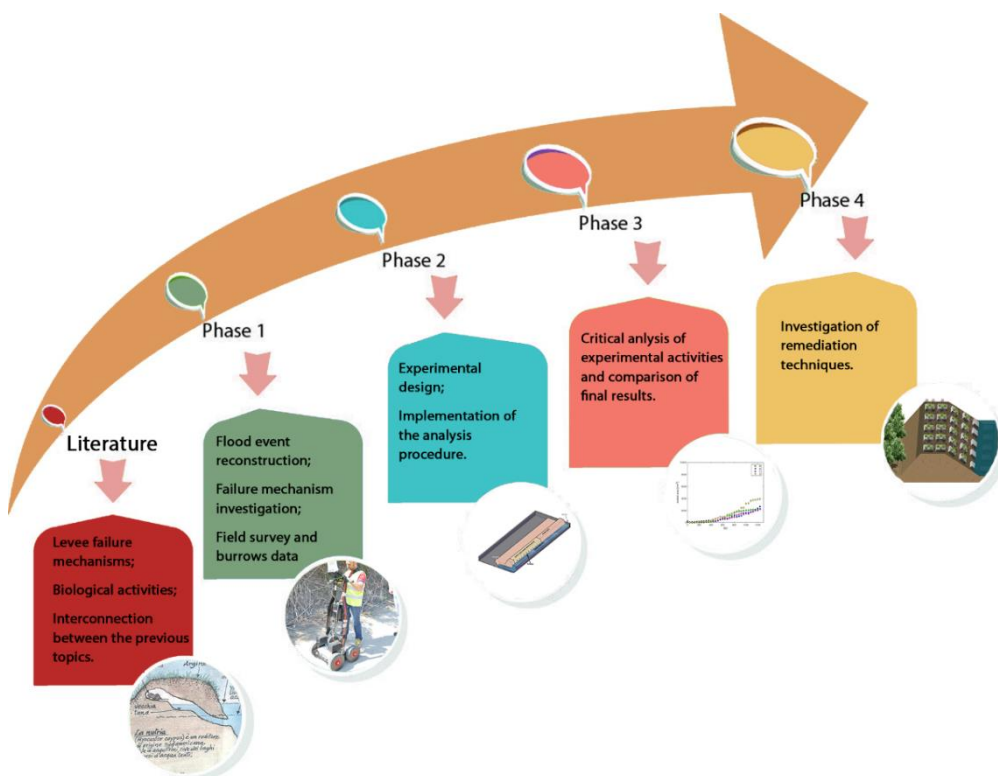 Literature
Phase 1
Phase 2
Phase 3
Phase 4
Levee failure
mechanisms;
Biological activities;
Interconnection
between the previous
topics.
Flood event
reconstruction;
Failure mechanism
investigation;
Field survey and
burrows data
Experimental
design;
Implementation of
the analysis
procedure.
Critical anlysis of
experimental activities
and comparison of
final results.
Investigation of
remediation
techniques.
Argine
vecchia
tana
La nutria